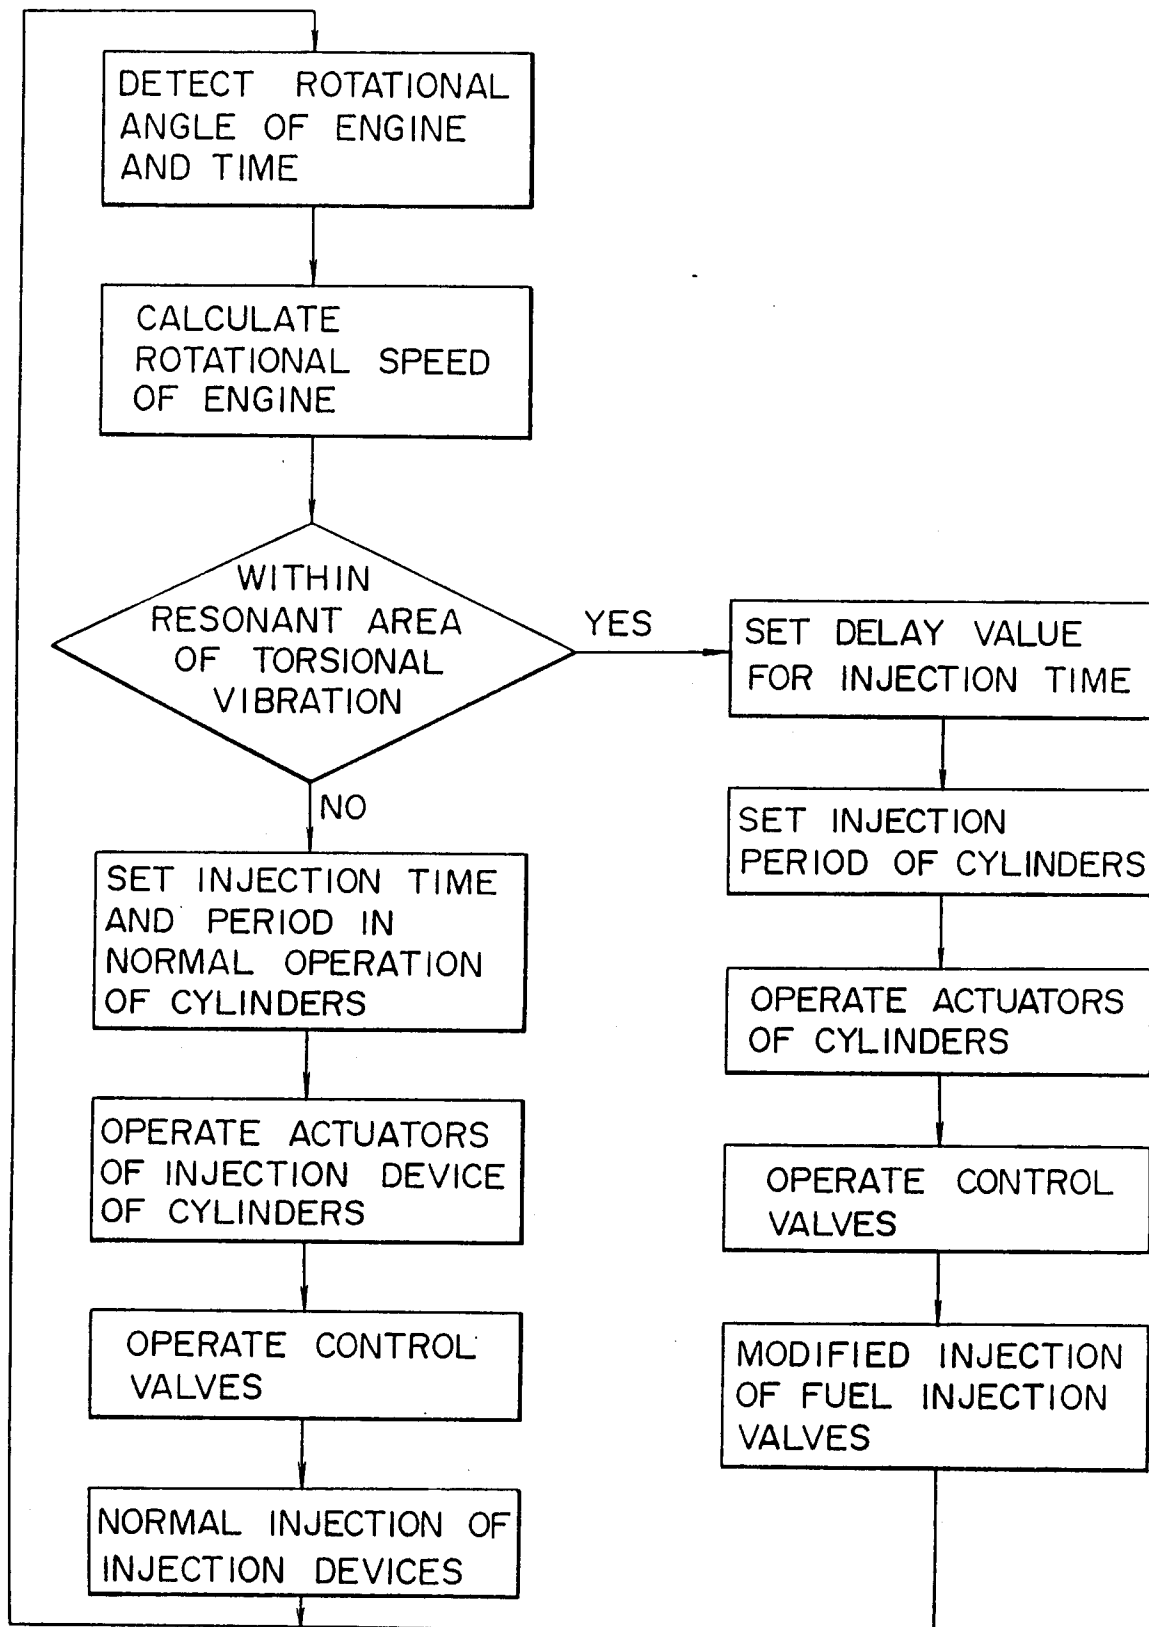 DETECT ROTATIONAL
ANGLE OF ENGINE
AND TIME
CALCULATE
ROTATIONAL SPEED
OF ENGINE
WITHIN
RESONANT AREA
OF TORSIONAL
VIBRATION
YES
NO
SET INJECTION TIME
AND PERIOD IN
NORMAL OPERATION
OF CYLINDERS
OPERATE ACTUATORS
OF INJECTION DEVICE
OF CYLINDERS
OPERATE CONTROL
VALVES
NORMAL INJECTION OF
INJECTION DEVICES
SET DELAY VALUE
FOR INJECTION TIME
SET INJECTION
PERIOD OF CYLINDERS
OPERATE ACTUATORS
OF CYLINDERS
OPERATE CONTROL
VALVES
MODIFIED INJECTION
OF FUEL INJECTION
VALVES